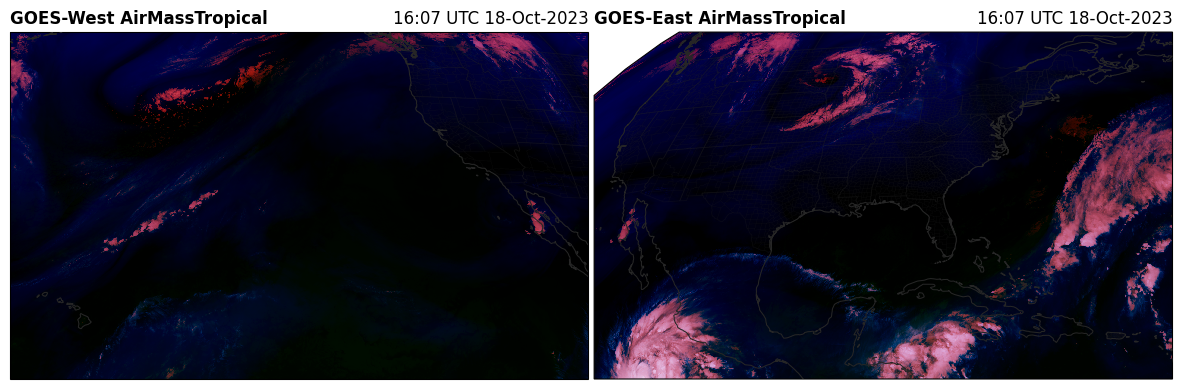 GOES-West AirMassTropical 16:07 UTC 18-Oct-2023
GOES-East AirMassTropical 16:07 UTC 18-Oct-2023